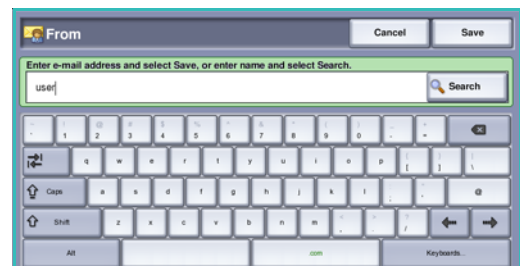 From Cancel Save
Enter e-mail address and select Save, or enter name and select Search.
user Search
1 2 3 4 5 6 7 8 9 0
q w e r t y u i o p [ ] \
Caps a s d f g h j k l ; @
Shift z x c v b n m , . /
Alt .com Keyboards...